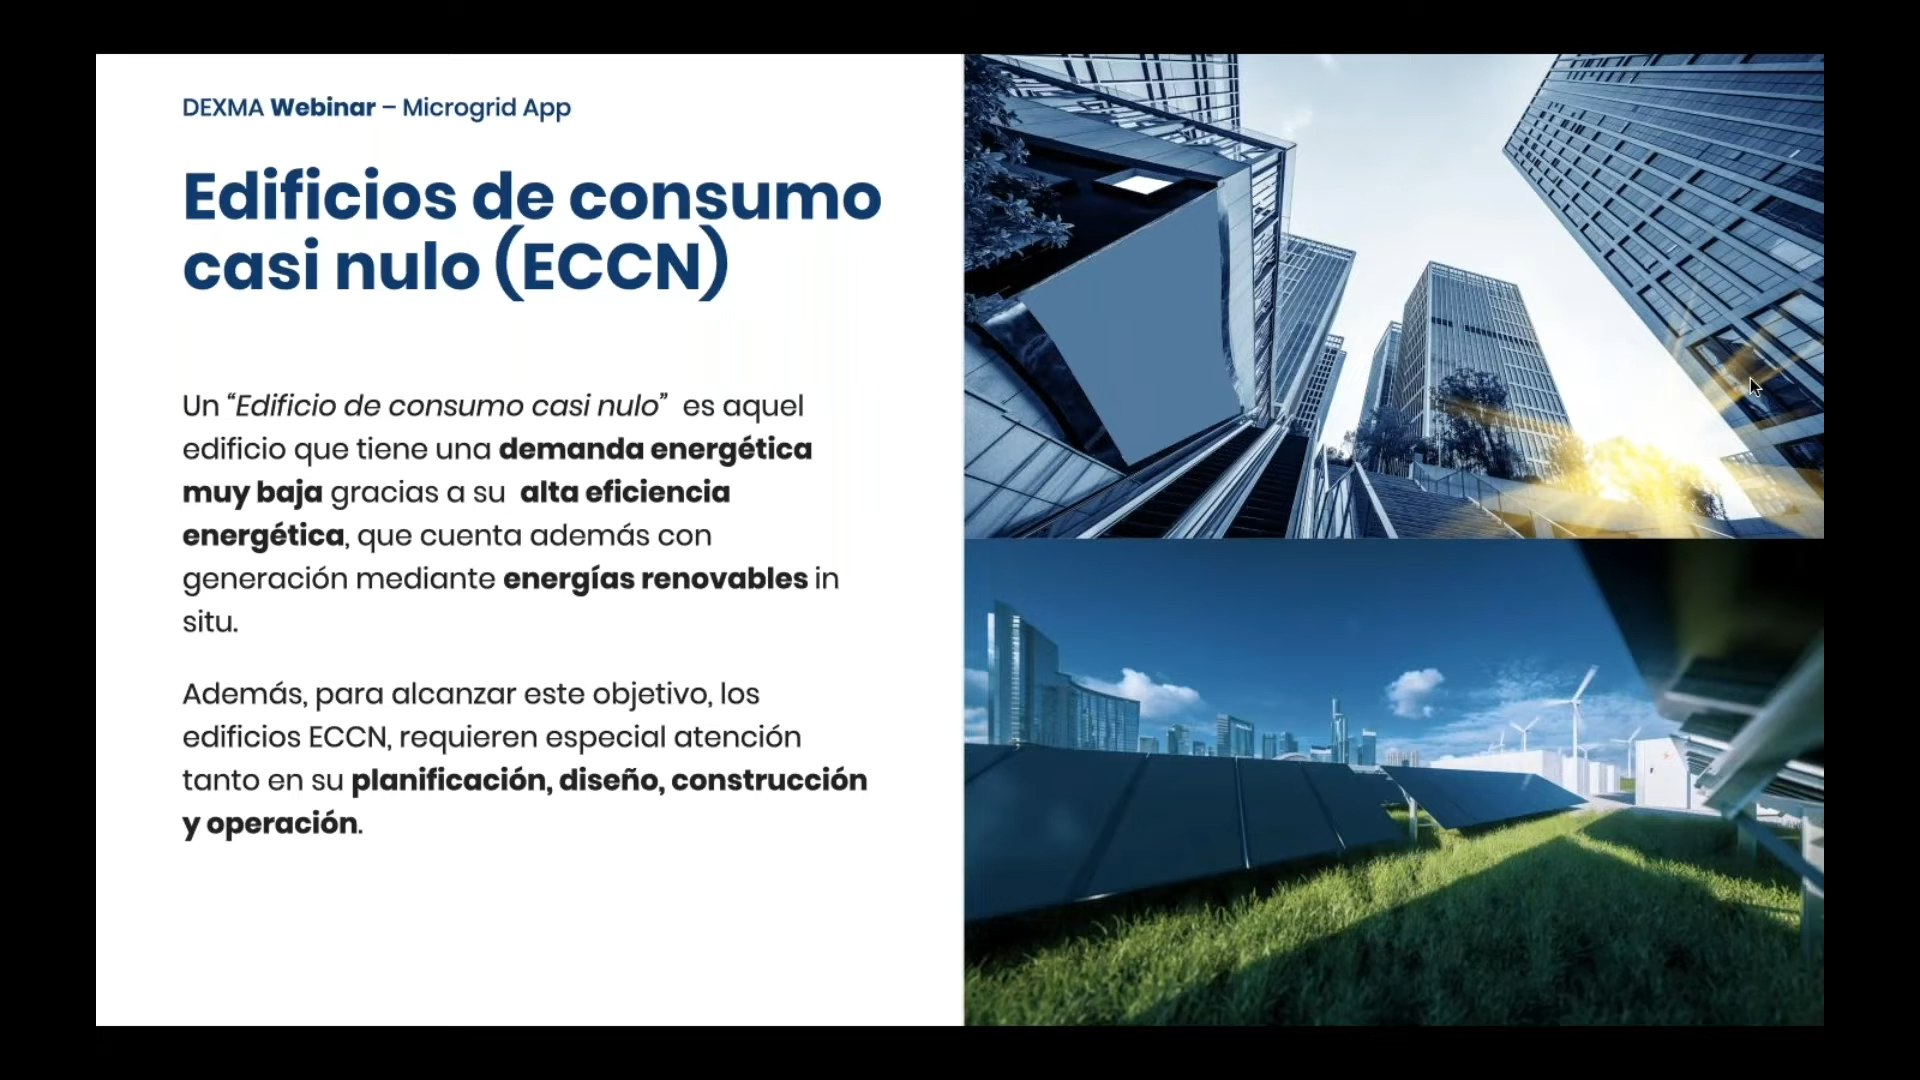 DEXMA Webinar – Microgrid App
Edificios de consumo
casi nulo (ECCN)
Un “Edificio de consumo casi nulo” es aquel
edificio que tiene una demanda energética
muy baja gracias a su alta eficiencia
energética, que cuenta además con
generación mediante energías renovables in
situ.
Además, para alcanzar este objetivo, los
edificios ECCN, requieren especial atención
tanto en su planificación, diseño, construcción
y operación.